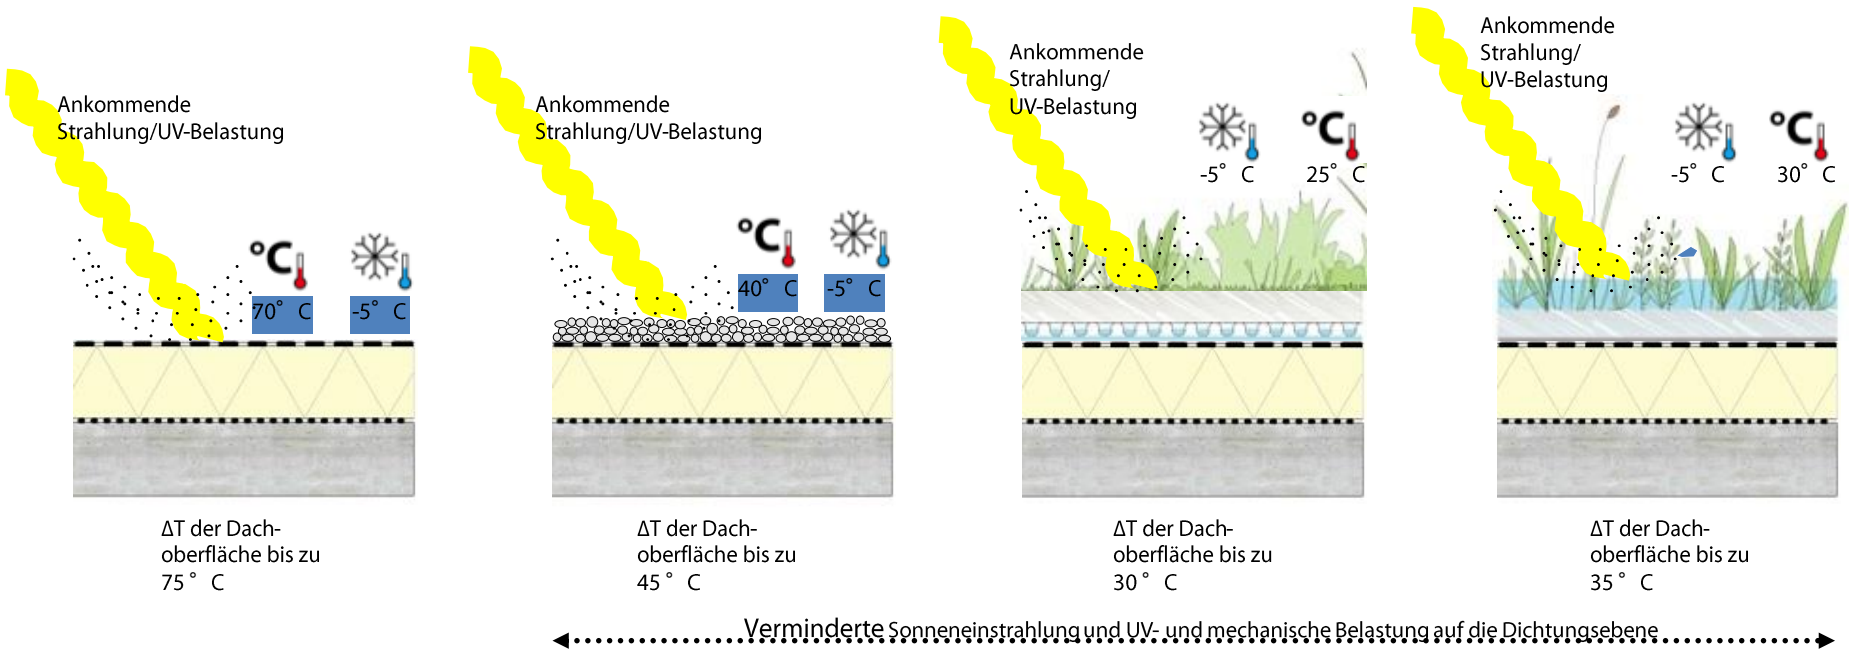 Ankommende
Strahlung/UV-Belastung
°C
70° C
-5° C
ΔT der Dach-
oberfläche bis zu
75° C
Ankommende
Strahlung/UV-Belastung
°C
40° C
-5° C
ΔT der Dach-
oberfläche bis zu
45° C
Ankommende
Strahlung/
UV-Belastung
°C
-5° C
25° C
ΔT der Dach-
oberfläche bis zu
30° C
Ankommende
Strahlung/
UV-Belastung
°C
-5° C
30° C
ΔT der Dach-
oberfläche bis zu
35° C
Verminderte Sonneneinstrahlung und UV- und mechanische Belastung auf die Dichtungsebene